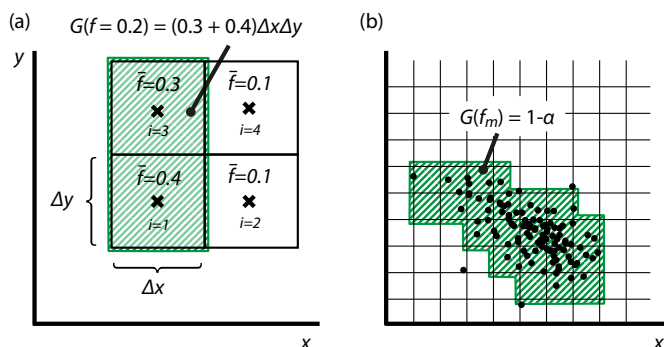 (a)
G(f = 0.2) = (0.3 + 0.4)ΔxΔy
y
f̄=0.3
i=3
f̄=0.1
i=4
f̄=0.4
i=1
f̄=0.1
i=2
Δy
Δx
x
(b)
y
G(fₘ) = 1-α
x